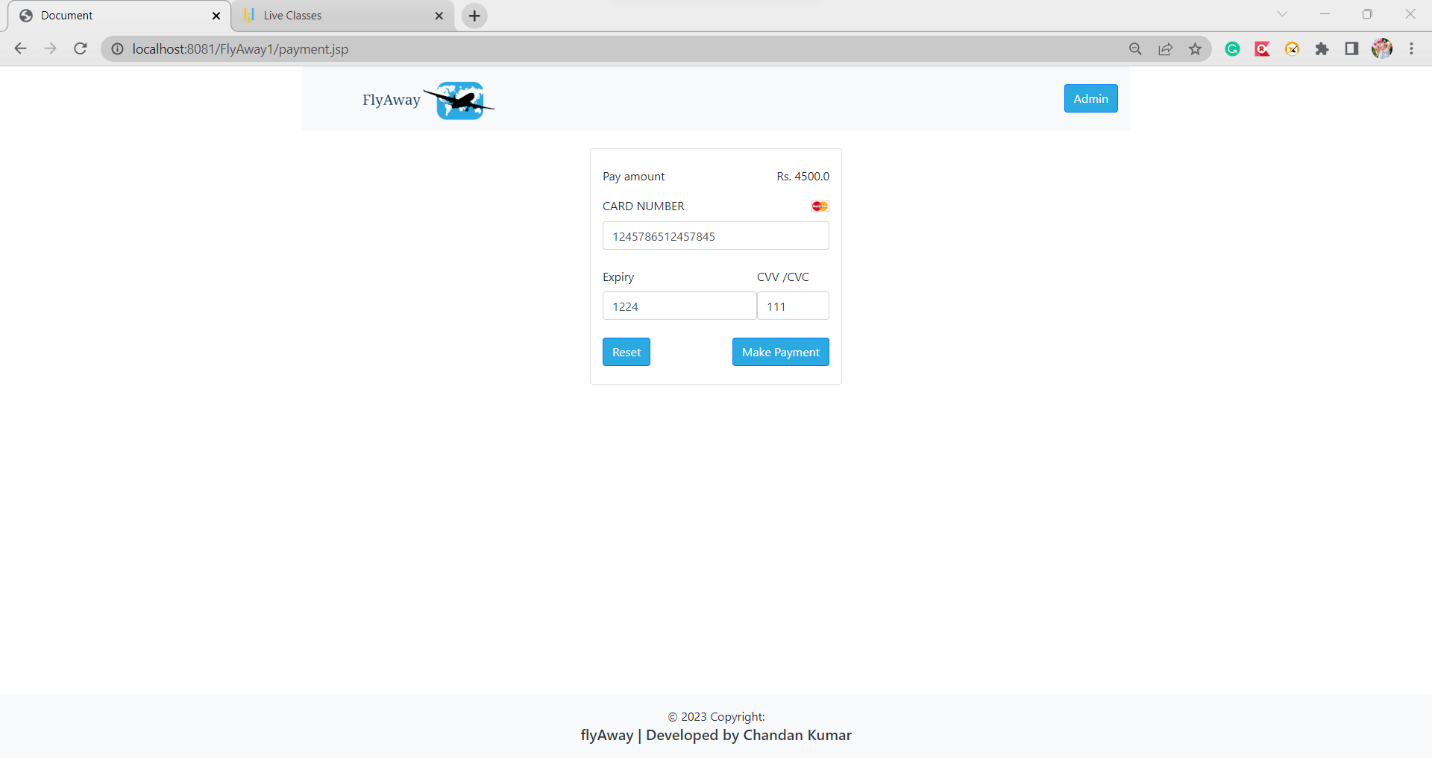 Document
Live Classes
localhost:8081/FlyAway1/payment.jsp
FlyAway
Admin
Pay amount Rs. 4500.0
CARD NUMBER
1245786512457845
Expiry CVV /CVC
1224 111
Reset Make Payment
© 2023 Copyright:
flyAway | Developed by Chandan Kumar